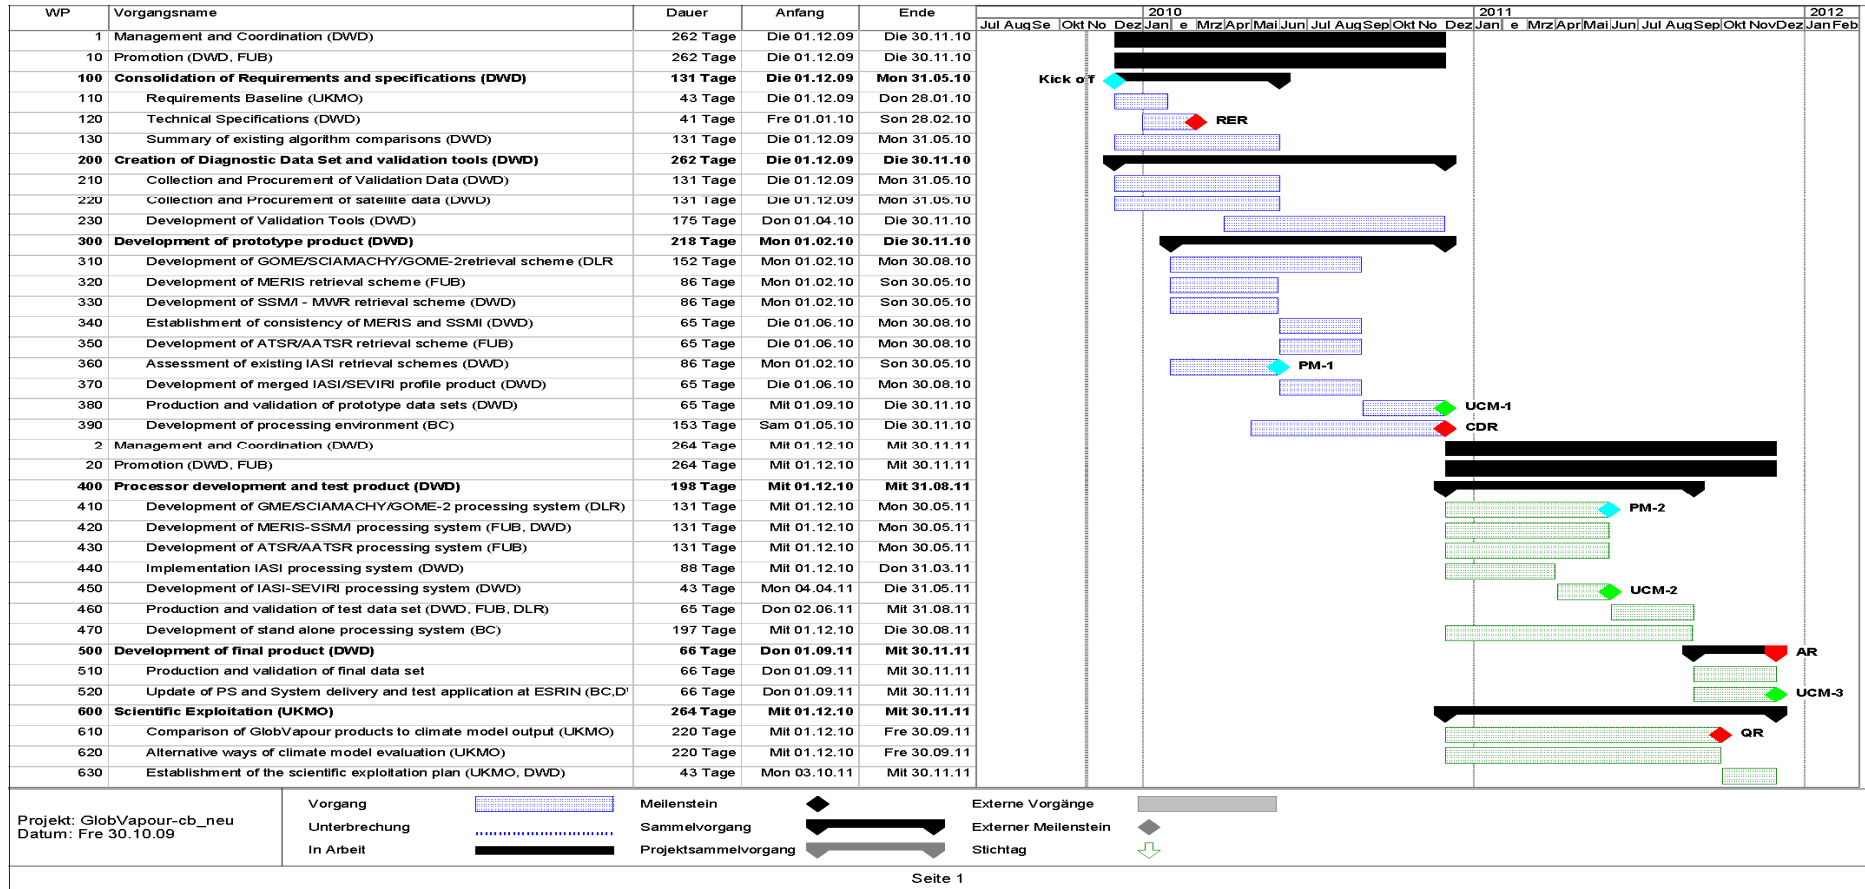 WP Vorgangsname Dauer Anfang Ende 2010 2011 2012
Jul Aug Se Okt No Dez Jan e Mrz Apr Mai Jun Jul Aug Sep Okt No Dez Jan e Mrz Apr Mai Jun Jul Aug Sep Okt Nov Dez Jan Feb
1 Management and Coordination (DWD) 262 Tage Die 01.12.09 Die 30.11.10
10 Promotion (DWD, FUB) 262 Tage Die 01.12.09 Die 30.11.10
100 Consolidation of Requirements and specifications (DWD) 131 Tage Die 01.12.09 Mon 31.05.10 Kick off
110 Requirements Baseline (UKMO) 43 Tage Die 01.12.09 Don 28.01.10
120 Technical Specifications (DWD) 41 Tage Fre 01.01.10 Son 28.02.10 RER
130 Summary of existing algorithm comparisons (DWD) 131 Tage Die 01.12.09 Mon 31.05.10
200 Creation of Diagnostic Data Set and validation tools (DWD) 262 Tage Die 01.12.09 Die 30.11.10
210 Collection and Procurement of Validation Data (DWD) 131 Tage Die 01.12.09 Mon 31.05.10
220 Collection and Procurement of satellite data (DWD) 131 Tage Die 01.12.09 Mon 31.05.10
230 Development of Validation Tools (DWD) 175 Tage Don 01.04.10 Die 30.11.10
300 Development of prototype product (DWD) 218 Tage Mon 01.02.10 Die 30.11.10
310 Development of GOME/SCIAMACHY/GOME-2retrieval scheme (DLR 152 Tage Mon 01.02.10 Mon 30.08.10
320 Development of MERIS retrieval scheme (FUB) 86 Tage Mon 01.02.10 Son 30.05.10
330 Development of SSM/I - MWR retrieval scheme (DWD) 86 Tage Mon 01.02.10 Son 30.05.10
340 Establishment of consistency of MERIS and SSMI (DWD) 65 Tage Die 01.06.10 Mon 30.08.10
350 Development of ATSR/AATSR retrieval scheme (FUB) 65 Tage Die 01.06.10 Mon 30.08.10
360 Assessment of existing IASI retrieval schemes (DWD) 86 Tage Mon 01.02.10 Son 30.05.10 PM-1
370 Development of merged IASI/SEVIRI profile product (DWD) 65 Tage Die 01.06.10 Mon 30.08.10
380 Production and validation of prototype data sets (DWD) 65 Tage Mit 01.09.10 Die 30.11.10 UCM-1
390 Development of processing environment (BC) 153 Tage Sam 01.05.10 Die 30.11.10 CDR
2 Management and Coordination (DWD) 264 Tage Mit 01.12.10 Mit 30.11.11
20 Promotion (DWD, FUB) 264 Tage Mit 01.12.10 Mit 30.11.11
400 Processor development and test product (DWD) 198 Tage Mit 01.12.10 Mit 31.08.11
410 Development of GME/SCIAMACHY/GOME-2 processing system (DLR) 131 Tage Mit 01.12.10 Mon 30.05.11 PM-2
420 Development of MERIS-SSM/I processing system (FUB, DWD) 131 Tage Mit 01.12.10 Mon 30.05.11
430 Development of ATSR/AATSR processing system (FUB) 131 Tage Mit 01.12.10 Mon 30.05.11
440 Implementation IASI processing system (DWD) 88 Tage Mit 01.12.10 Don 31.03.11
450 Development of IASI-SEVIRI processing system (DWD) 43 Tage Mon 04.04.11 Die 31.05.11 UCM-2
460 Production and validation of test data set (DWD, FUB, DLR) 65 Tage Don 02.06.11 Mit 31.08.11
470 Development of stand alone processing system (BC) 197 Tage Mit 01.12.10 Die 30.08.11
500 Development of final product (DWD) 66 Tage Don 01.09.11 Mit 30.11.11 AR
510 Production and validation of final data set 66 Tage Don 01.09.11 Mit 30.11.11
520 Update of PS and System delivery and test application at ESRIN (BC,D 66 Tage Don 01.09.11 Mit 30.11.11 UCM-3
600 Scientific Exploitation (UKMO) 264 Tage Mit 01.12.10 Mit 30.11.11
610 Comparison of GlobVapour products to climate model output (UKMO) 220 Tage Mit 01.12.10 Fre 30.09.11 QR
620 Alternative ways of climate model evaluation (UKMO) 220 Tage Mit 01.12.10 Fre 30.09.11
630 Establishment of the scientific exploitation plan (UKMO, DWD) 43 Tage Mon 03.10.11 Mit 30.11.11
Projekt: GlobVapour-cb_neu
Datum: Fre 30.10.09
Vorgang Meilenstein Externe Vorgänge
Unterbrechung Sammelvorgang Externer Meilenstein
In Arbeit Projektsammelvorgang Stichtag
Seite 1